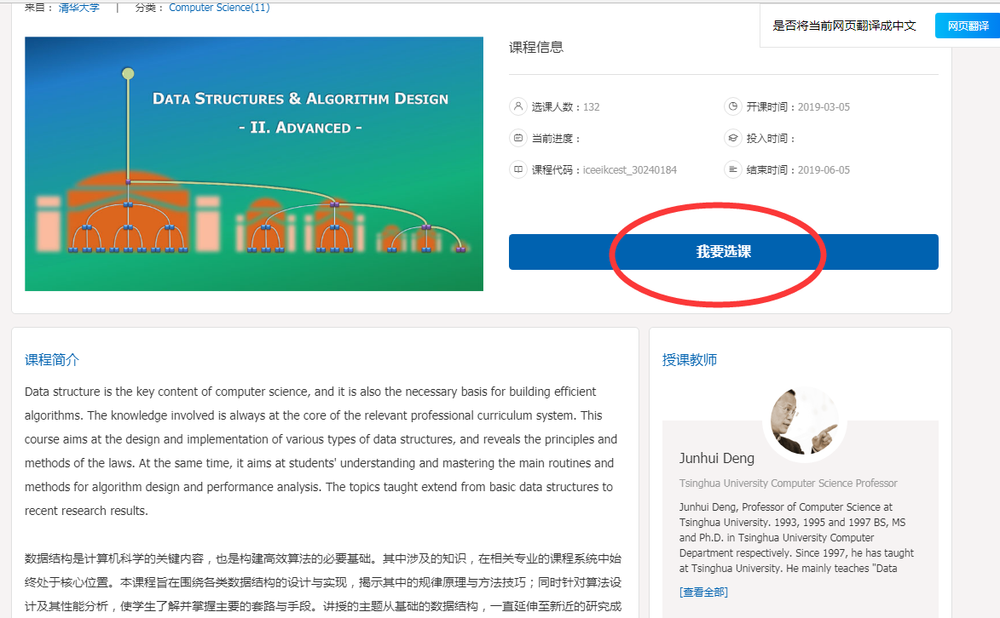 来自： 清华大学 | 分类： Computer Science(11)
是否将当前网页翻译成中文 网页翻译
DATA STRUCTURES & ALGORITHM DESIGN
- II. ADVANCED -
课程信息
选课人数：132 开课时间：2019-03-05
当前进度： 投入时间：
课程代码：iceeikcest_30240184 结束时间：2019-06-05
我要选课
课程简介
Data structure is the key content of computer science, and it is also the necessary basis for building efficient
algorithms. The knowledge involved is always at the core of the relevant professional curriculum system. This
course aims at the design and implementation of various types of data structures, and reveals the principles and
methods of the laws. At the same time, it aims at students' understanding and mastering the main routines and
methods for algorithm design and performance analysis. The topics taught extend from basic data structures to
recent research results.
数据结构是计算机科学的关键内容，也是构建高效算法的必要基础。其中涉及的知识，在相关专业的课程系统中始
终处于核心位置。本课程旨在围绕各类数据结构的设计与实现，揭示其中的规律原理与方法技巧；同时针对算法设
计及其性能分析，使学生了解并掌握主要的套路与手段。讲授的主题从基础的数据结构，一直延伸至新近的研究成
授课教师
Junhui Deng
Tsinghua University Computer Science Professor
Junhui Deng, Professor of Computer Science at
Tsinghua University. 1993, 1995 and 1997 BS, MS
and Ph.D. in Tsinghua University Computer
Department respectively. Since 1997, he has taught
at Tsinghua University. He mainly teaches "Data
[查看全部]